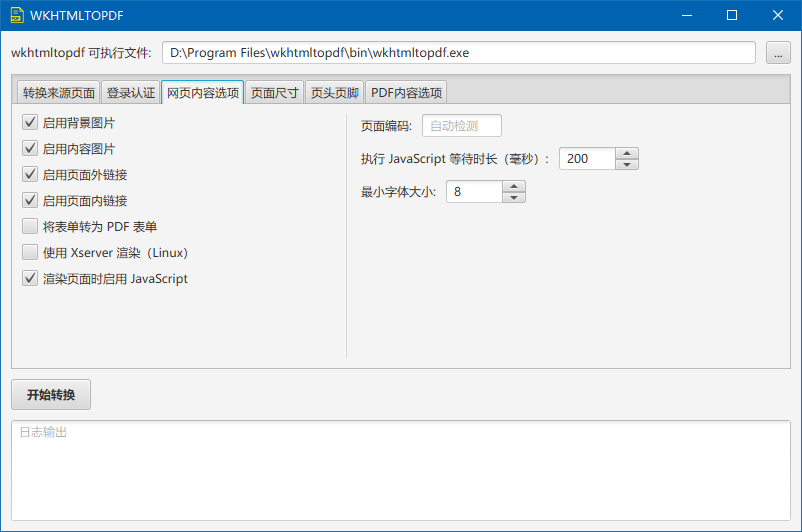 WKHTMLTOPDF
wkhtmltopdf 可执行文件: D:\Program Files\wkhtmltopdf\bin\wkhtmltopdf.exe ...
转换来源页面 登录认证 网页内容选项 页面尺寸 页头页脚 PDF内容选项
启用背景图片
启用内容图片
启用页面外链接
启用页面内链接
将表单转为 PDF 表单
使用 Xserver 渲染（Linux）
渲染页面时启用 JavaScript
页面编码: 自动检测
执行 JavaScript 等待时长（毫秒）: 200
最小字体大小: 8
开始转换
日志输出